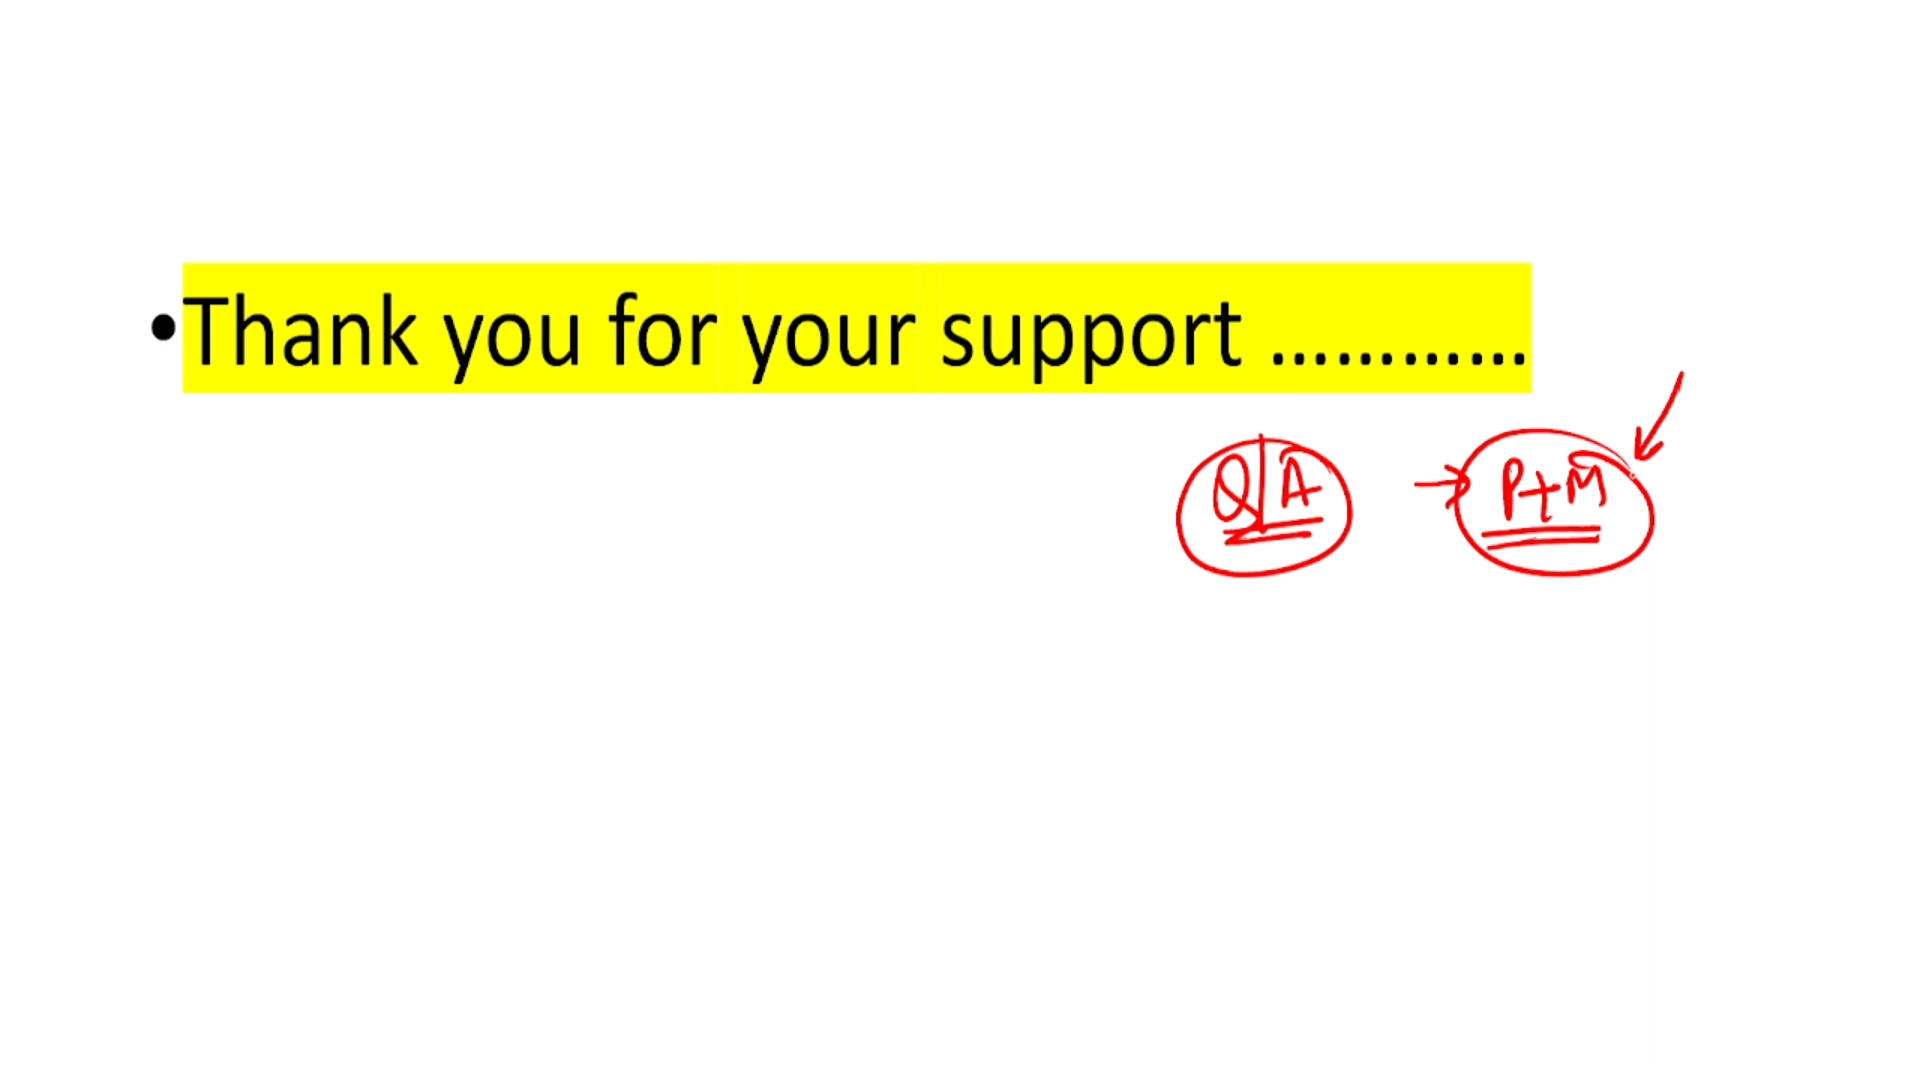 •Thank you for your support ............
Q|A → P+M